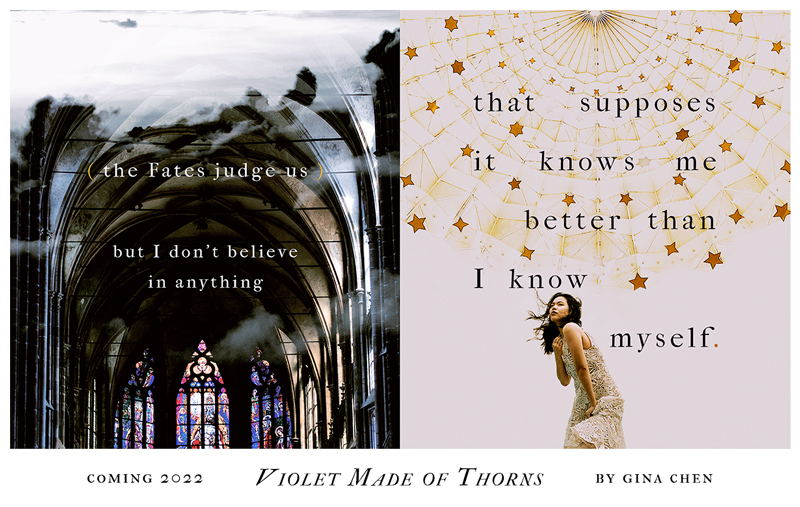 ( the Fates judge us )
but I don't believe
in anything
that supposes
it knows me
better than
I know
myself.
COMING 2022
VIOLET MADE OF THORNS
BY GINA CHEN